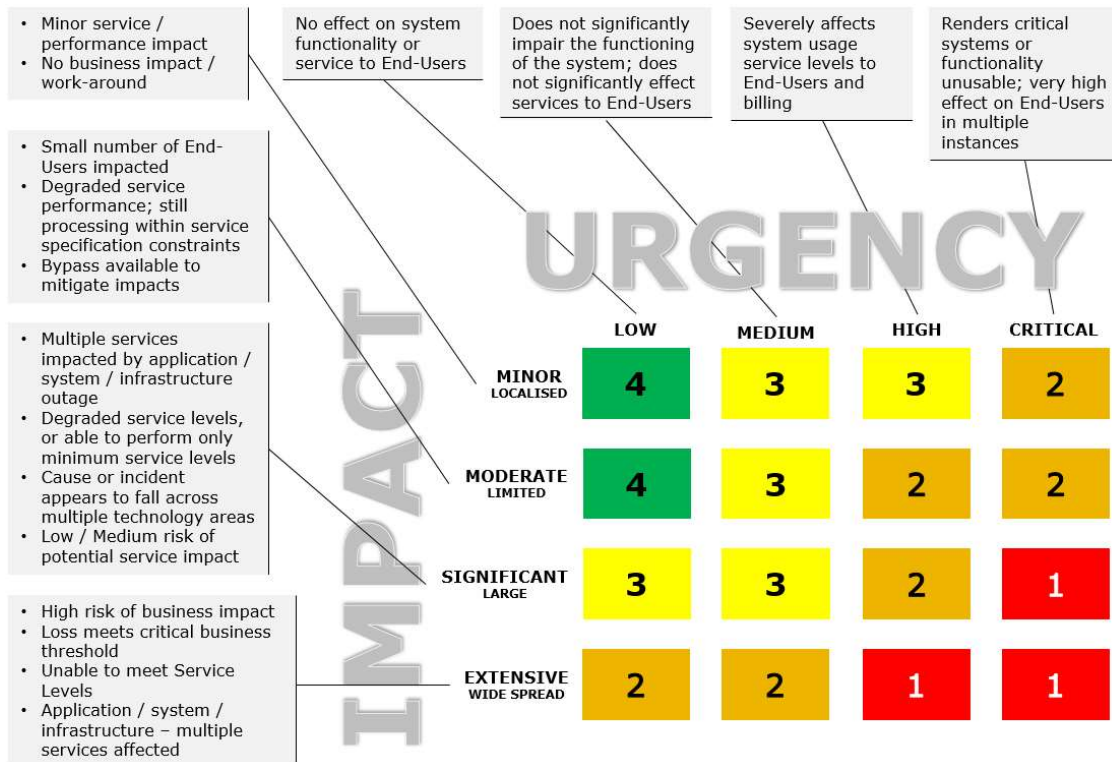 • Minor service /
performance impact
• No business impact /
work-around
No effect on system
functionality or
service to End-Users
Does not significantly
impair the functioning
of the system; does
not significantly effect
services to End-Users
Severely affects
system usage
service levels to
End-Users and
billing
Renders critical
systems or
functionality
unusable; very high
effect on End-Users
in multiple
instances
• Small number of End-
Users impacted
• Degraded service
performance; still
processing within service
specification constraints
• Bypass available to
mitigate impacts
• Multiple services
impacted by application /
system / infrastructure
outage
• Degraded service levels,
or able to perform only
minimum service levels
• Cause or incident
appears to fall across
multiple technology areas
• Low / Medium risk of
potential service impact
• High risk of business impact
• Loss meets critical business
threshold
• Unable to meet Service
Levels
• Application / system /
infrastructure – multiple
services affected
URGENCY
IMPACT
LOW MEDIUM HIGH CRITICAL
MINOR
LOCALISED
4 3 3 2
MODERATE
LIMITED
4 3 2 2
SIGNIFICANT
LARGE
3 3 2 1
EXTENSIVE
WIDE SPREAD
2 2 1 1